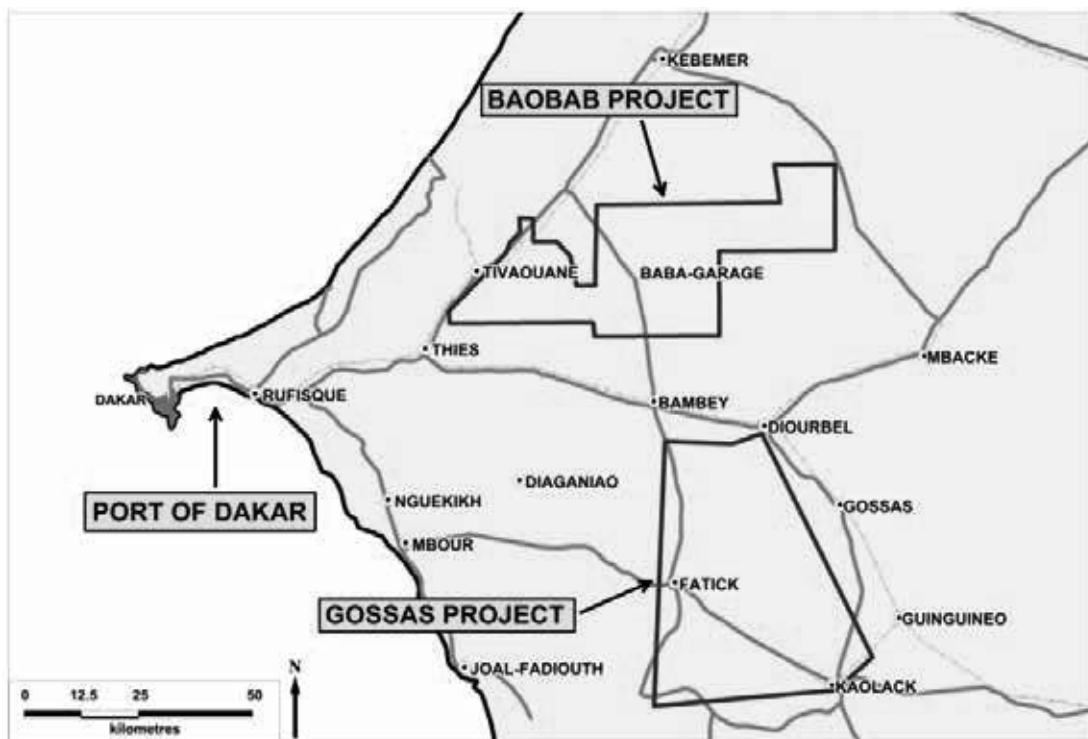 KEBEMER
BAOBAB PROJECT
TIVAOUANE
BABA-GARAGE
THIES
MBACKE
DAKAR
RUFISQUE
BAMBEY
DIOURBEL
PORT OF DAKAR
NGUEKIKH
DIAGANIAO
GOSSAS
MBOUR
FATICK
GOSSAS PROJECT
GUINGUINEO
JOAL-FADIOUTH
KAOLACK
N
0 12.5 25 50
kilometres